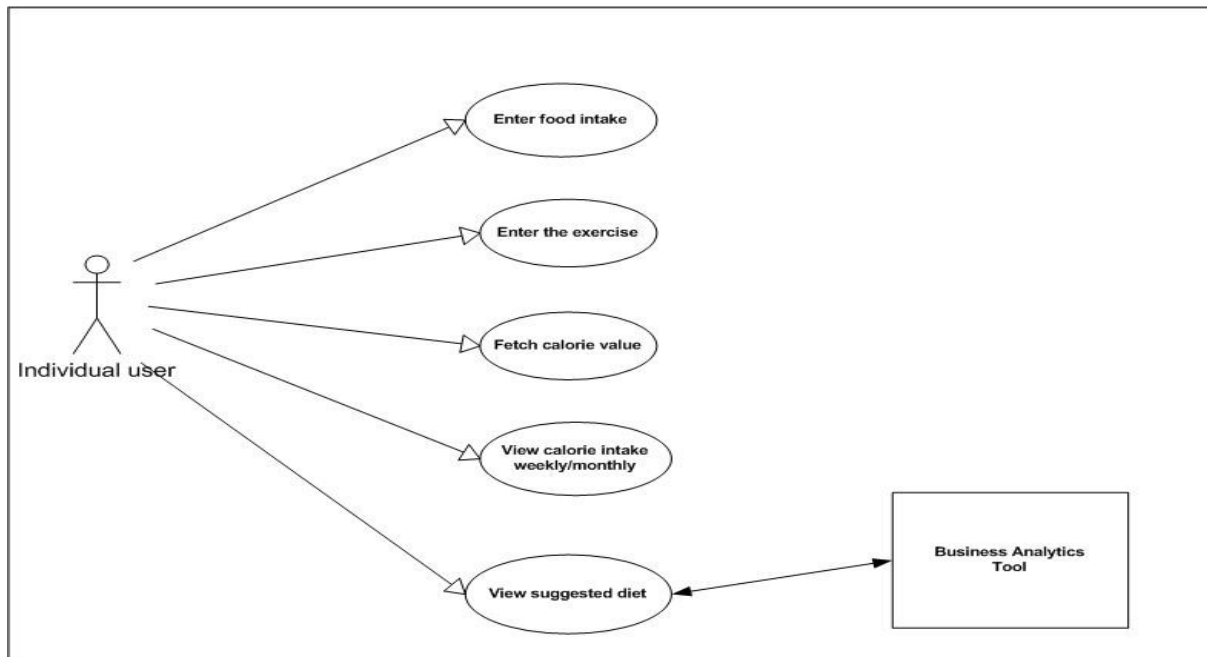 Enter food intake
Enter the exercise
Individual user
Fetch calorie value
View calorie intake
weekly/monthly
Business Analytics
Tool
View suggested diet